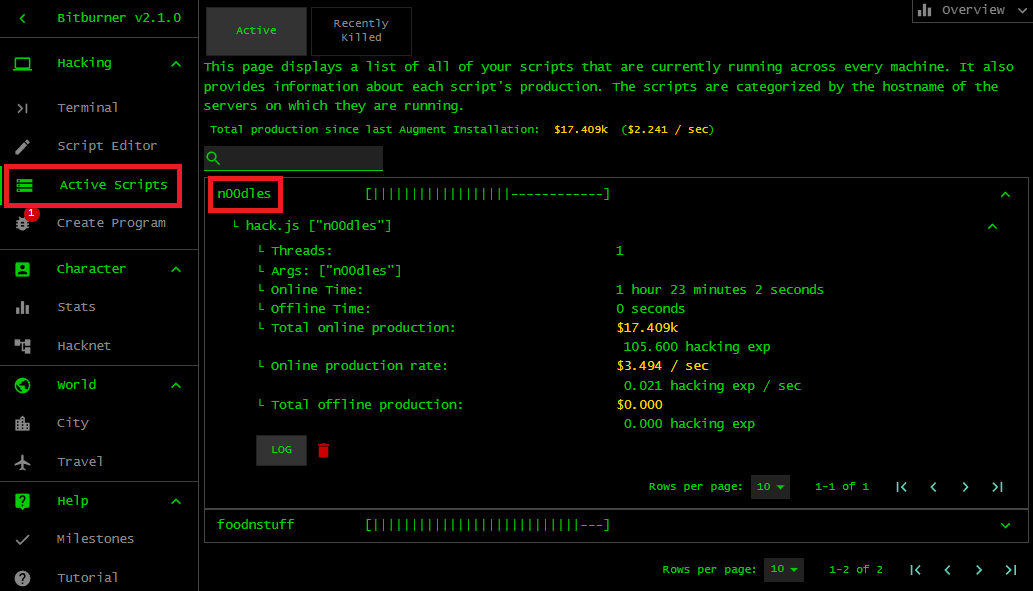 Bitburner v2.1.0
Hacking
Terminal
Script Editor
Active Scripts
1
Create Program
Character
Stats
Hacknet
World
City
Travel
Help
Milestones
Tutorial
Overview
Active
Recently
Killed
This page displays a list of all of your scripts that are currently running across every machine. It also
provides information about each script's production. The scripts are categorized by the hostname of the
servers on which they are running.
Total production since last Augment Installation: $17.409k ($2.241 / sec)
n00dles [||||||||||||||||||------------]
└ hack.js ["n00dles"]
└ Threads: 1
└ Args: ["n00dles"]
└ Online Time: 1 hour 23 minutes 2 seconds
└ Offline Time: 0 seconds
└ Total online production: $17.409k
105.600 hacking exp
└ Online production rate: $3.494 / sec
0.021 hacking exp / sec
└ Total offline production: $0.000
0.000 hacking exp
LOG
Rows per page: 10 1-1 of 1
foodnstuff [|||||||||||||||||||||||||||---]
Rows per page: 10 1-2 of 2